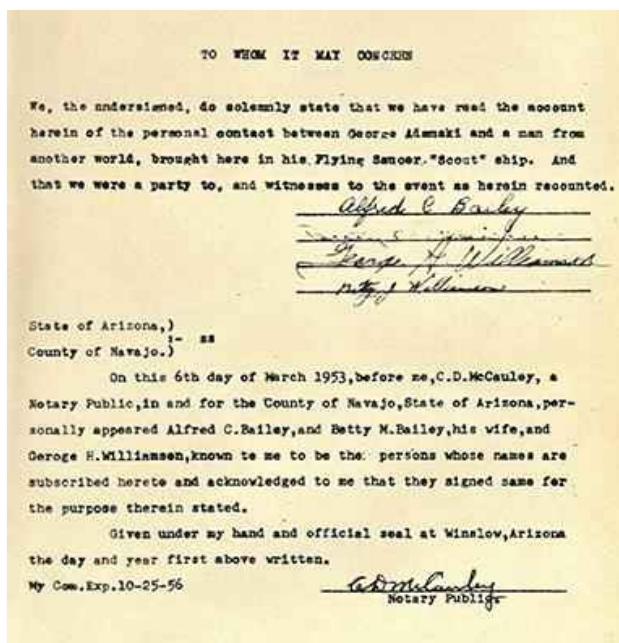 TO WHOM IT MAY CONCERN
We, the undersigned, do solemnly state that we have read the account
herein of the personal contact between George Adamski and a man from
another world, brought here in his Flying Saucer "Scout" ship. And
that we were a party to, and witnesses to the event as herein recounted.
Alfred C Bailey
George H Williamson
Betty J Williamson
State of Arizona,)
:- ss
County of Navajo.)
On this 6th day of March 1953,before me,C.D.McCauley, a
Notary Public,in and for the County of Navajo,State of Arizona,per-
sonally appeared Alfred C.Bailey,and Betty M.Bailey,his wife,and
Geroge H.Williamsen,known te me to be the persons whose names are
subscribed hereto and acknowledged to me that they signed same for
the purpose therein stated.
Given under my hand and official seal at Winslow,Arizona
the day and year first above written.
My Com.Exp.10-25-56
C.D. McCauley
Notary Public.